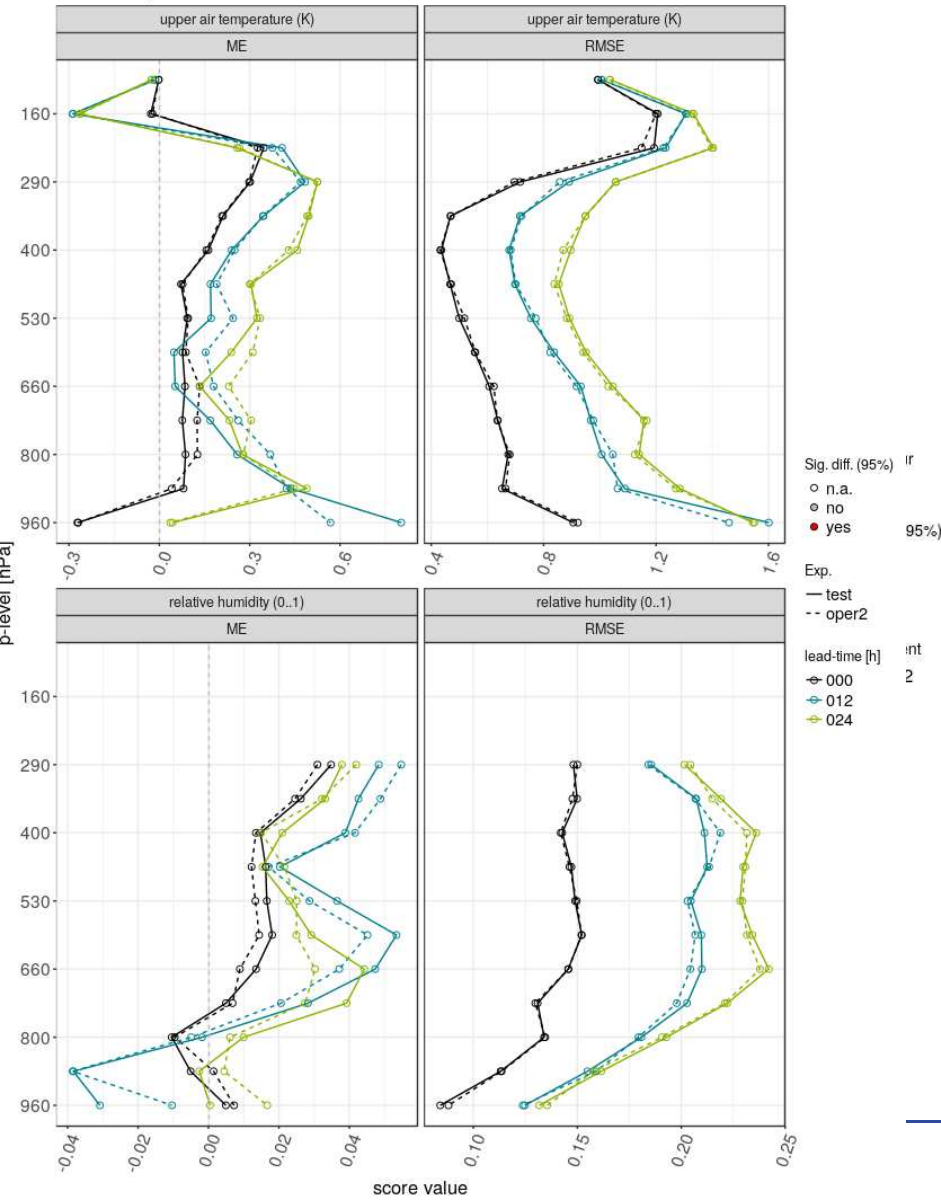 upper air temperature (K)
upper air temperature (K)
ME
RMSE
160
290
400
530
660
800
960
-0.3
0.0
0.3
0.6
0.4
0.8
1.2
1.6
p-level [hPa]
relative humidity (0..1)
relative humidity (0..1)
ME
RMSE
160
290
400
530
660
800
960
-0.04
-0.02
0.00
0.02
0.04
0.10
0.15
0.20
0.25
score value
Sig. diff. (95%)
n.a.
no
yes
95%)
Exp.
test
oper2
lead-time [h]
000
012
024
ent
2